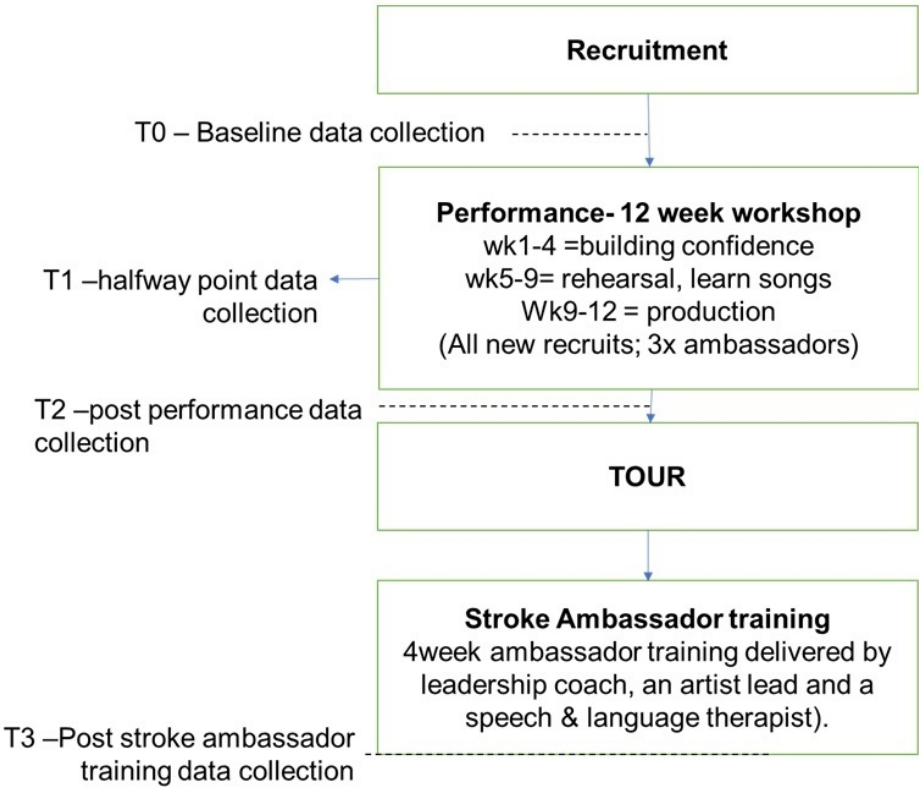 Recruitment
T0 – Baseline data collection
Performance- 12 week workshop
wk1-4 =building confidence
wk5-9= rehearsal, learn songs
Wk9-12 = production
(All new recruits; 3x ambassadors)
T1 –halfway point data
collection
T2 –post performance data
collection
TOUR
Stroke Ambassador training
4week ambassador training delivered by
leadership coach, an artist lead and a
speech & language therapist).
T3 –Post stroke ambassador
training data collection